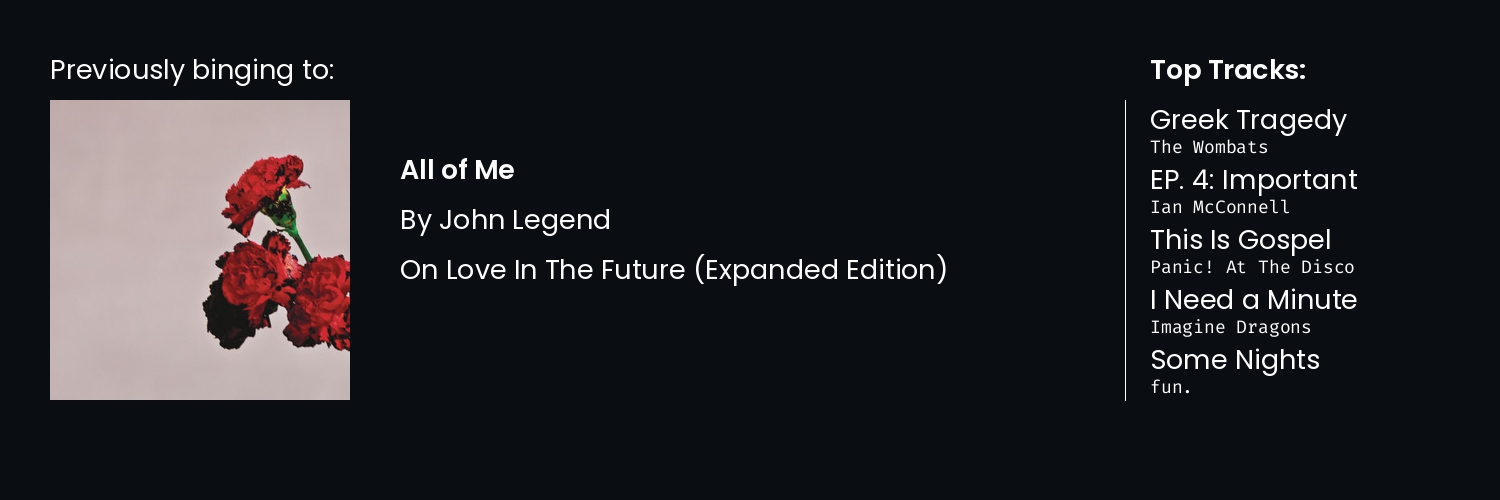 Previously binging to:
All of Me
By John Legend
On Love In The Future (Expanded Edition)
Top Tracks:
Greek Tragedy
The Wombats
EP. 4: Important
Ian McConnell
This Is Gospel
Panic! At The Disco
I Need a Minute
Imagine Dragons
Some Nights
fun.